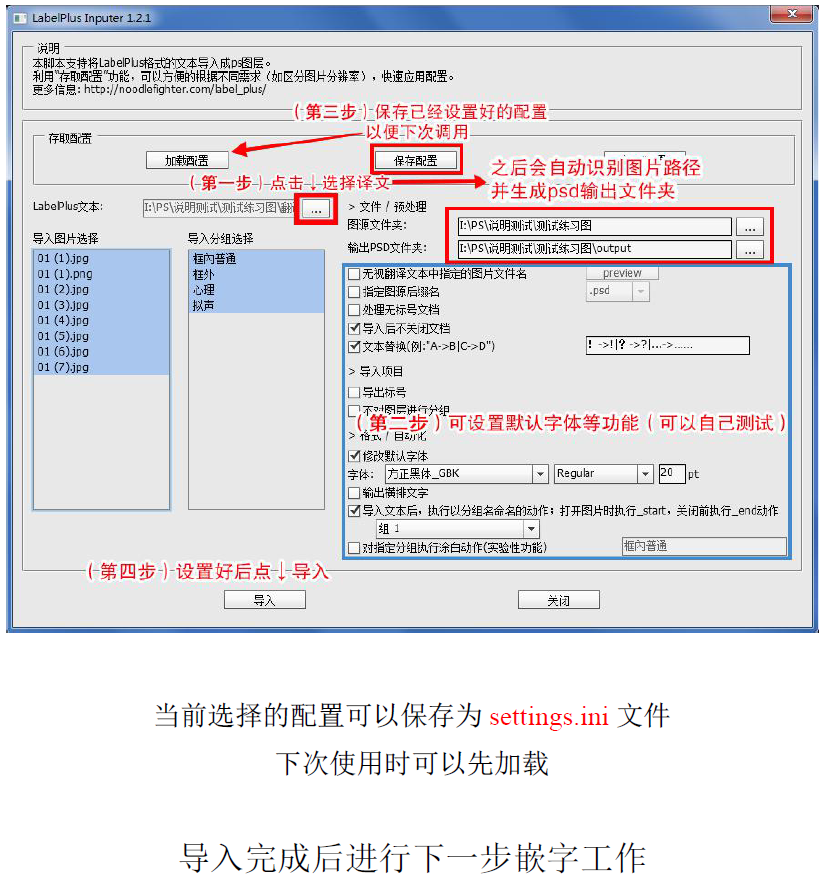 LabelPlus Inputer 1.2.1
说明
本脚本支持将LabelPlus格式的文本导入成ps图层。
利用“存取配置”功能，可以方便的根据不同需求（如区分图片分辨率），快速应用配置。
更多信息: http://noodlefighter.com/label_plus/
（第三步）保存已经设置好的配置
以便下次调用
存取配置
加载配置
保存配置
之后会自动识别图片路径
并生成psd输出文件夹
（第一步）点击↓选择译文
LabelPlus文本:
I:\PS\说明测试\测试练习图\翻
...
> 文件 / 预处理
图源文件夹:
I:\PS\说明测试\测试练习图
...
输出PSD文件夹:
I:\PS\说明测试\测试练习图\output
...
导入图片选择
01 (1).jpg
01 (1).png
01 (2).jpg
01 (3).jpg
01 (4).jpg
01 (5).jpg
01 (6).jpg
01 (7).jpg
导入分组选择
框内普通
框外
心理
拟声
无视翻译文本中指定的图片文件名
preview
指定图源后缀名
.psd
处理无标号文档
导入后不关闭文档
文本替换(例:"A->B|C->D")
！->!|？->?|...->……
> 导入项目
导出标号
不对图层进行分组
（第二步）可设置默认字体等功能（可以自己测试）
> 格式 / 自动化
修改默认字体
字体:
方正黑体_GBK
Regular
20
pt
输出横排文字
导入文本后，执行以分组名命名的动作；打开图片时执行_start，关闭前执行_end动作
组 1
对指定分组执行涂白动作(实验性功能)
框内普通
（第四步）设置好后点↓导入
导入
关闭
当前选择的配置可以保存为 settings.ini 文件
下次使用时可以先加载
导入完成后进行下一步嵌字工作